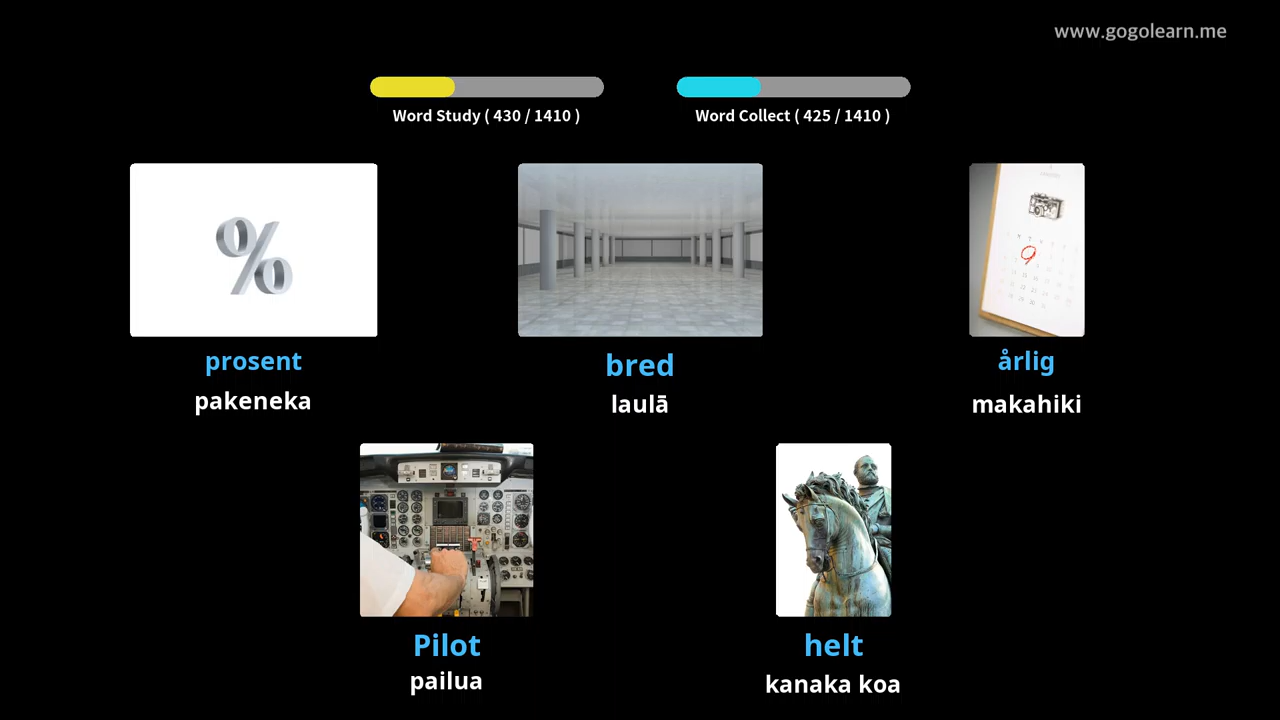 www.gogolearn.me
Word Study ( 430 / 1410 )
Word Collect ( 425 / 1410 )
%
prosent
bred
årlig
pakeneka
laulā
makahiki
Pilot
helt
pailua
kanaka koa